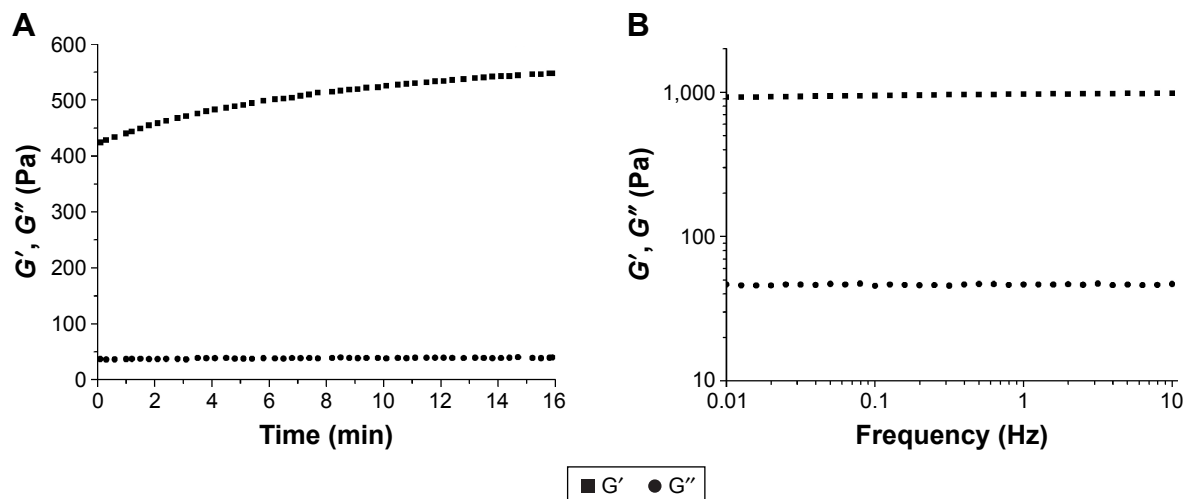 A
G′, G″ (Pa)
600
500
400
300
200
100
50
0
0 2 4 6 8 10 12 14 16
Time (min)
B
G′, G″ (Pa)
1,000
100
10
0.01 0.1 1 10
Frequency (Hz)
G′ G″